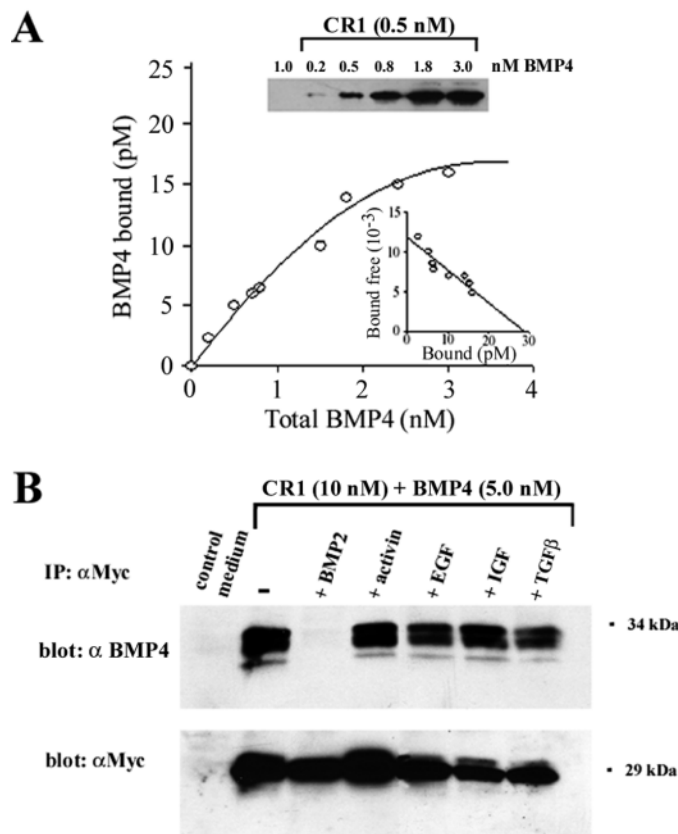 A
CR1 (0.5 nM)
1.0 0.2 0.5 0.8 1.8 3.0 nM BMP4
25
20
15
10
5
0
BMP4 bound (pM)
0 1 2 3 4
Total BMP4 (nM)
15
10
5
0
Bound free (10-3)
0 10 20 30
Bound (pM)
B
CR1 (10 nM) + BMP4 (5.0 nM)
IP: αMyc
control
medium
-
+ BMP2
+ activin
+ EGF
+ IGF
+ TGFβ
blot: α BMP4
- 34 kDa
blot: αMyc
- 29 kDa